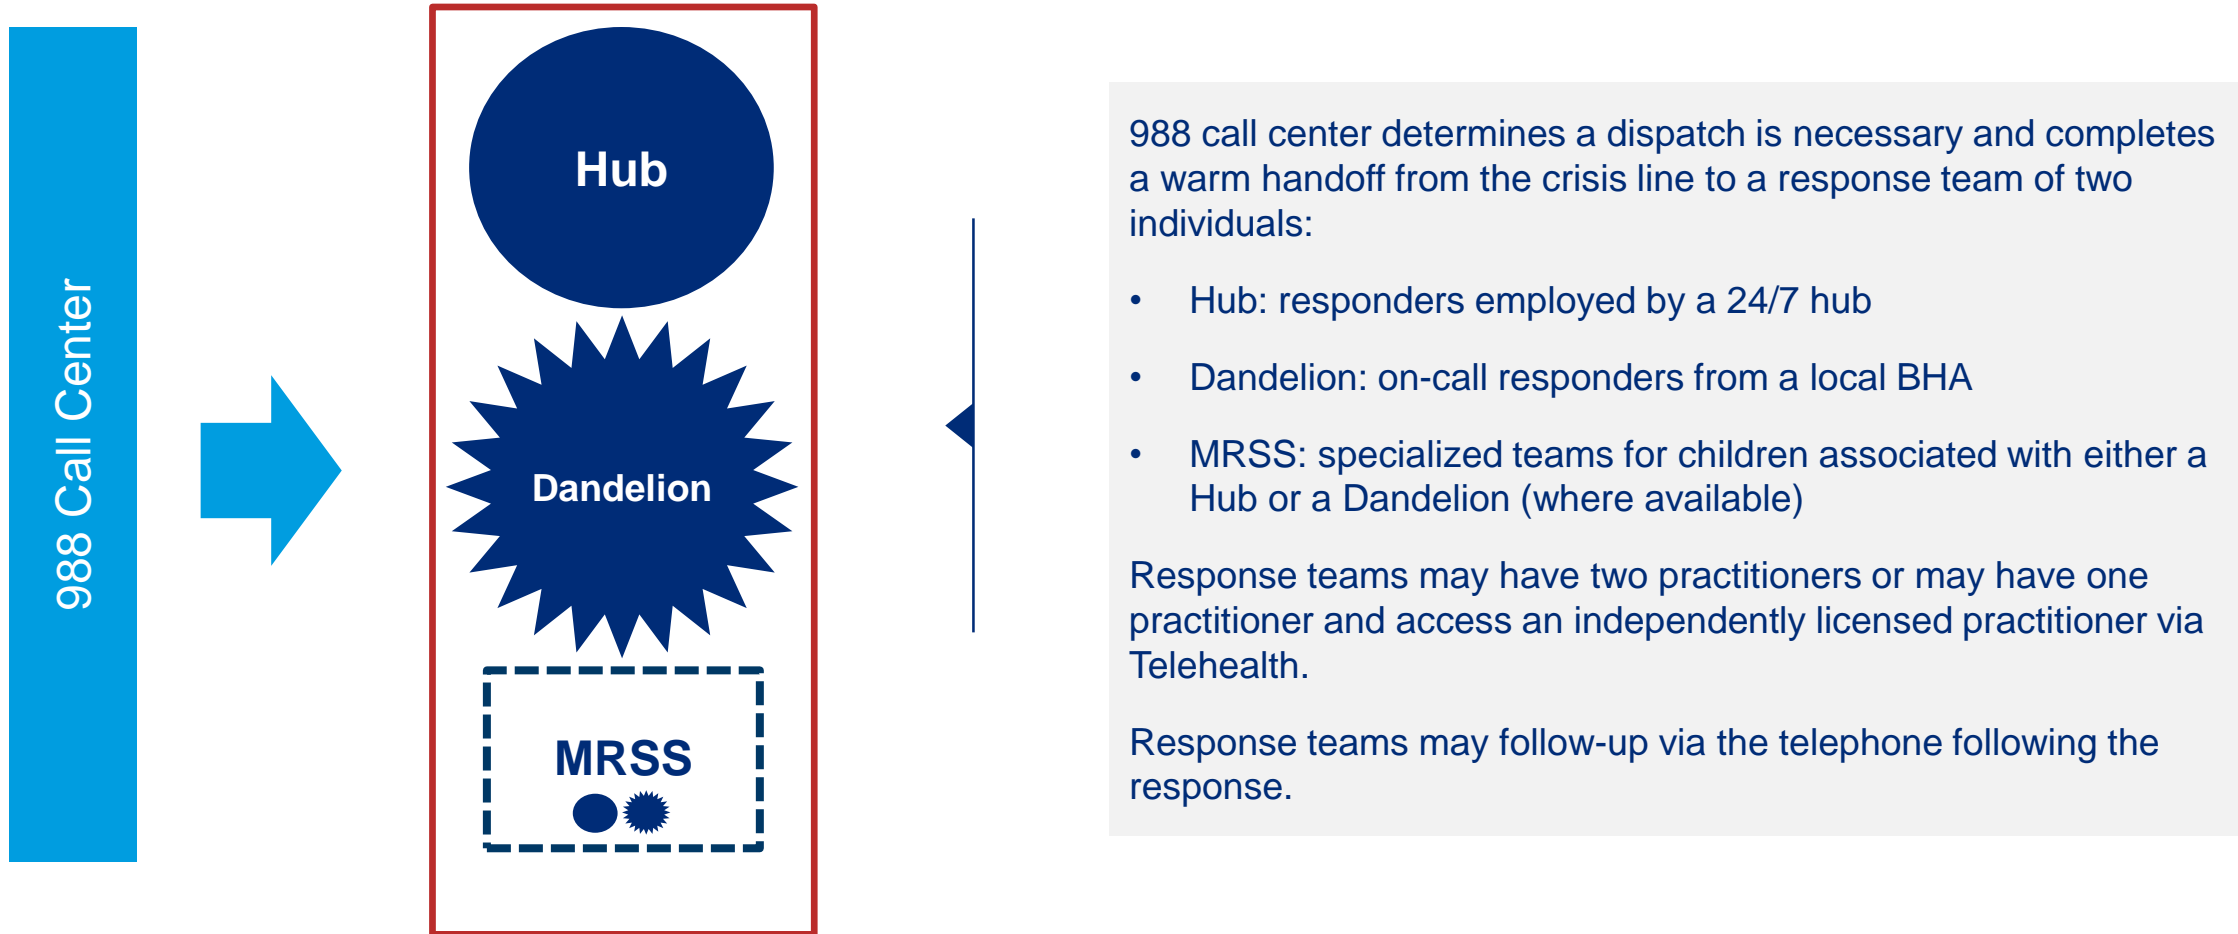 988 Call Center
Hub
Dandelion
MRSS
988 call center determines a dispatch is necessary and completes
a warm handoff from the crisis line to a response team of two
individuals:
• Hub: responders employed by a 24/7 hub
• Dandelion: on-call responders from a local BHA
• MRSS: specialized teams for children associated with either a
Hub or a Dandelion (where available)
Response teams may have two practitioners or may have one
practitioner and access an independently licensed practitioner via
Telehealth.
Response teams may follow-up via the telephone following the
response.